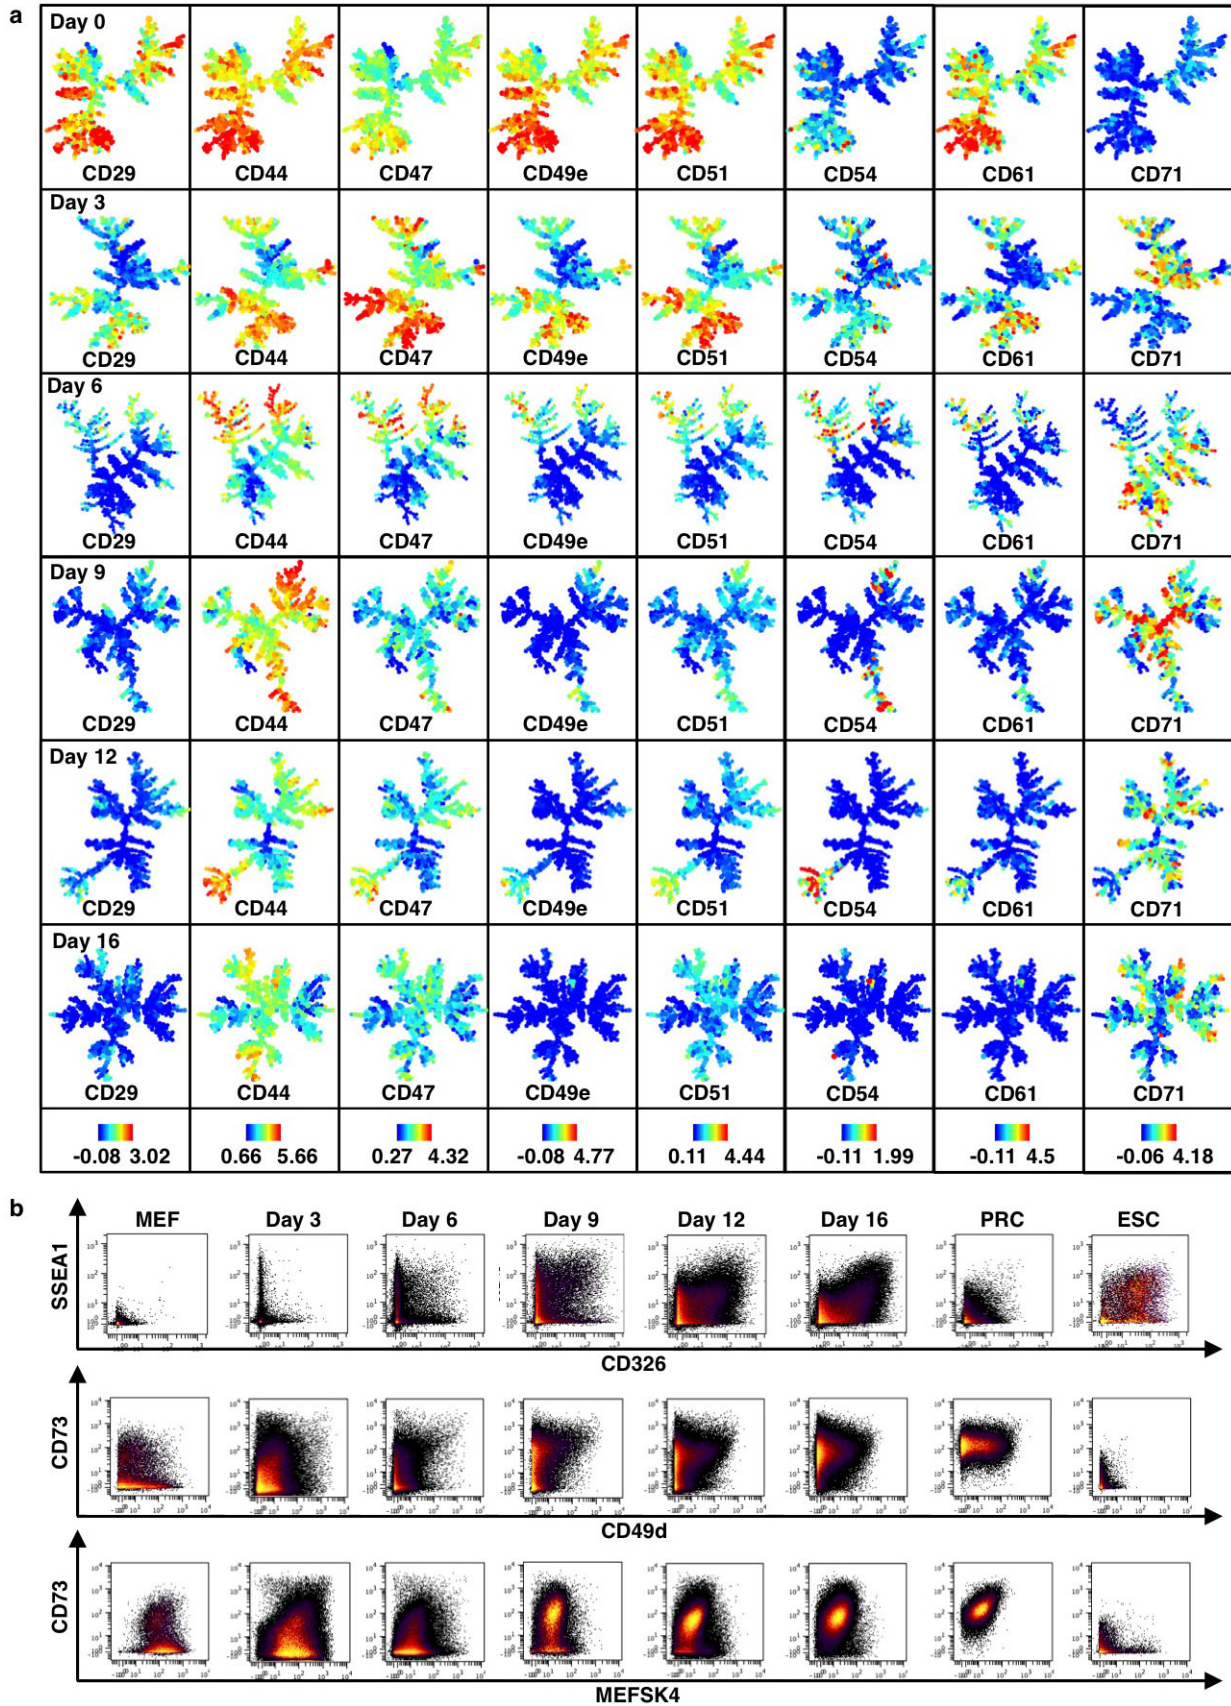 a
Day 0
CD29 CD44 CD47 CD49e CD51 CD54 CD61 CD71
Day 3
CD29 CD44 CD47 CD49e CD51 CD54 CD61 CD71
Day 6
CD29 CD44 CD47 CD49e CD51 CD54 CD61 CD71
Day 9
CD29 CD44 CD47 CD49e CD51 CD54 CD61 CD71
Day 12
CD29 CD44 CD47 CD49e CD51 CD54 CD61 CD71
Day 16
CD29 CD44 CD47 CD49e CD51 CD54 CD61 CD71
-0.08 3.02 0.66 5.66 0.27 4.32 -0.08 4.77 0.11 4.44 -0.11 1.99 -0.11 4.5 -0.06 4.18
b
MEF Day 3 Day 6 Day 9 Day 12 Day 16 PRC ESC
SSEA1
CD326
CD73
CD49d
CD73
MEFSK4